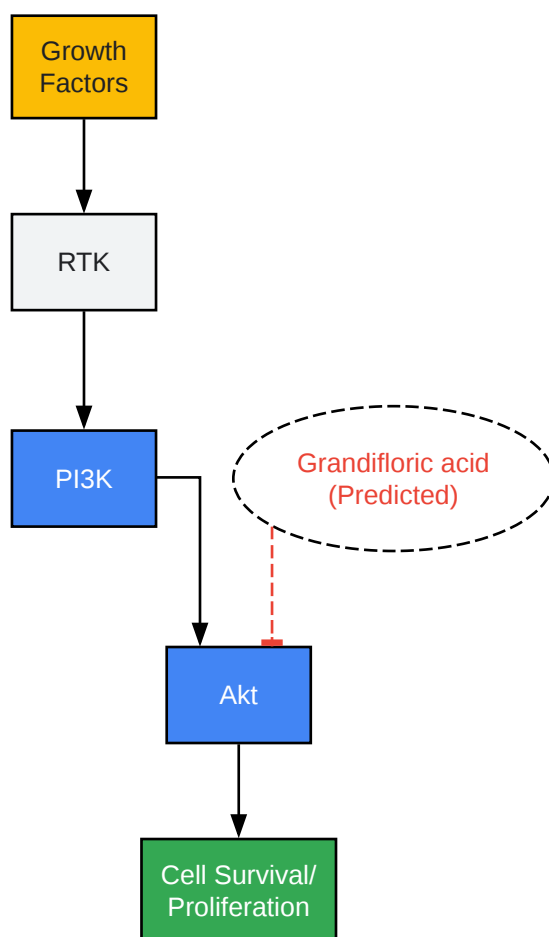 Growth
Factors
RTK
PI3K
Grandifloric acid
(Predicted)
Akt
Cell Survival/
Proliferation